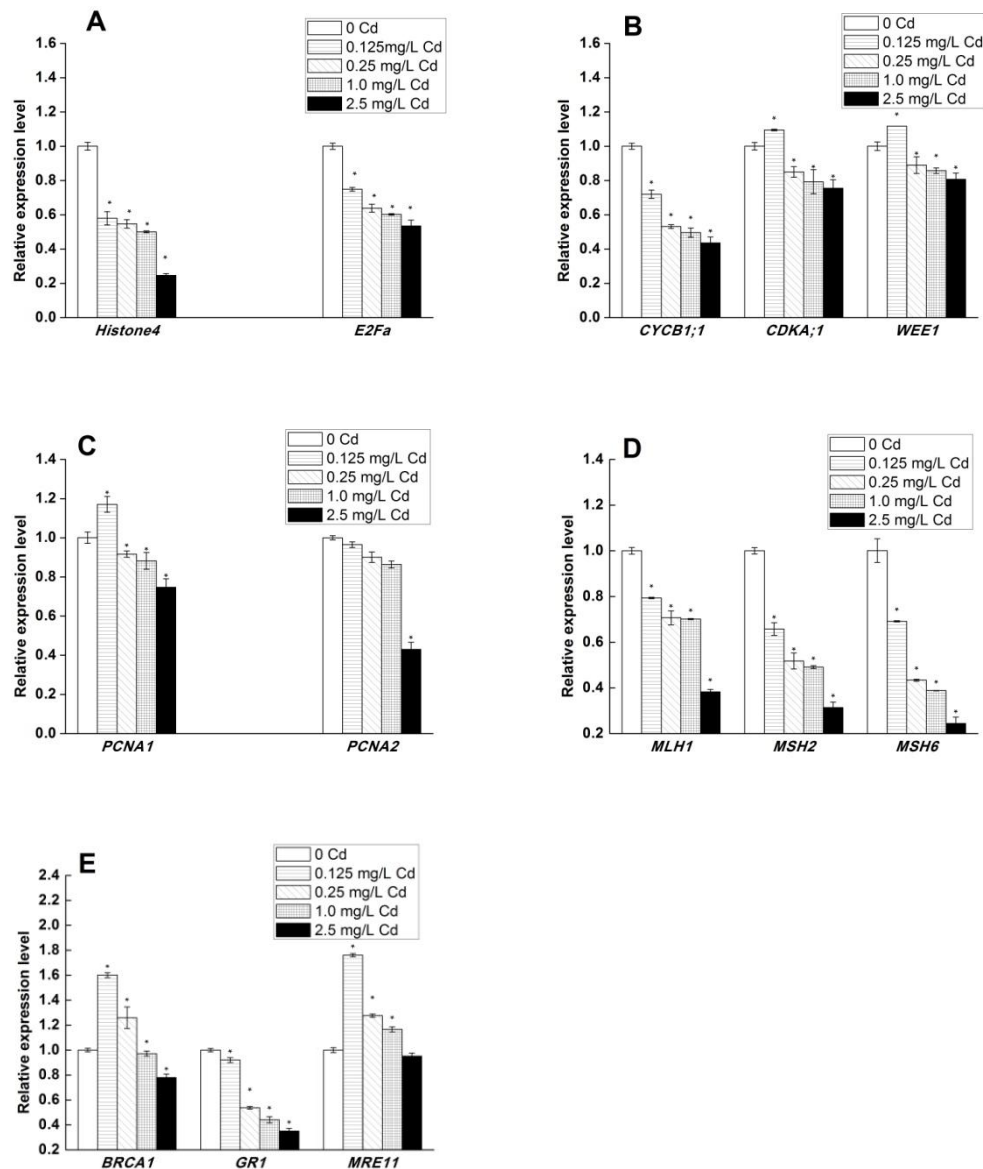 A
0 Cd
0.125mg/L Cd
0.25 mg/L Cd
1.0 mg/L Cd
2.5 mg/L Cd
Relative expression level
1.6
1.4
1.2
1.0
0.8
0.6
0.4
0.2
0.0
* * * *
* * * *
Histone4 E2Fa
B
0 Cd
0.125 mg/L Cd
0.25 mg/L Cd
1.0 mg/L Cd
2.5 mg/L Cd
Relative expression level
1.6
1.4
1.2
1.0
0.8
0.6
0.4
0.2
0.0
* * * *
* * * *
* * * *
CYCB1;1 CDKA;1 WEE1
C
0 Cd
0.125 mg/L Cd
0.25 mg/L Cd
1.0 mg/L Cd
2.5 mg/L Cd
Relative expression level
1.4
1.2
1.0
0.8
0.6
0.4
0.2
0.0
* * * *
*
PCNA1 PCNA2
D
0 Cd
0.125 mg/L Cd
0.25 mg/L Cd
1.0 mg/L Cd
2.5 mg/L Cd
Relative expression level
1.4
1.2
1.0
0.8
0.6
0.4
0.2
* * * *
* * * *
* * * *
MLH1 MSH2 MSH6
E
0 Cd
0.125 mg/L Cd
0.25 mg/L Cd
1.0 mg/L Cd
2.5 mg/L Cd
Relative expression level
2.4
2.2
2.0
1.8
1.6
1.4
1.2
1.0
0.8
0.6
0.4
0.2
* * * *
* * * *
* * *
BRCA1 GR1 MRE11